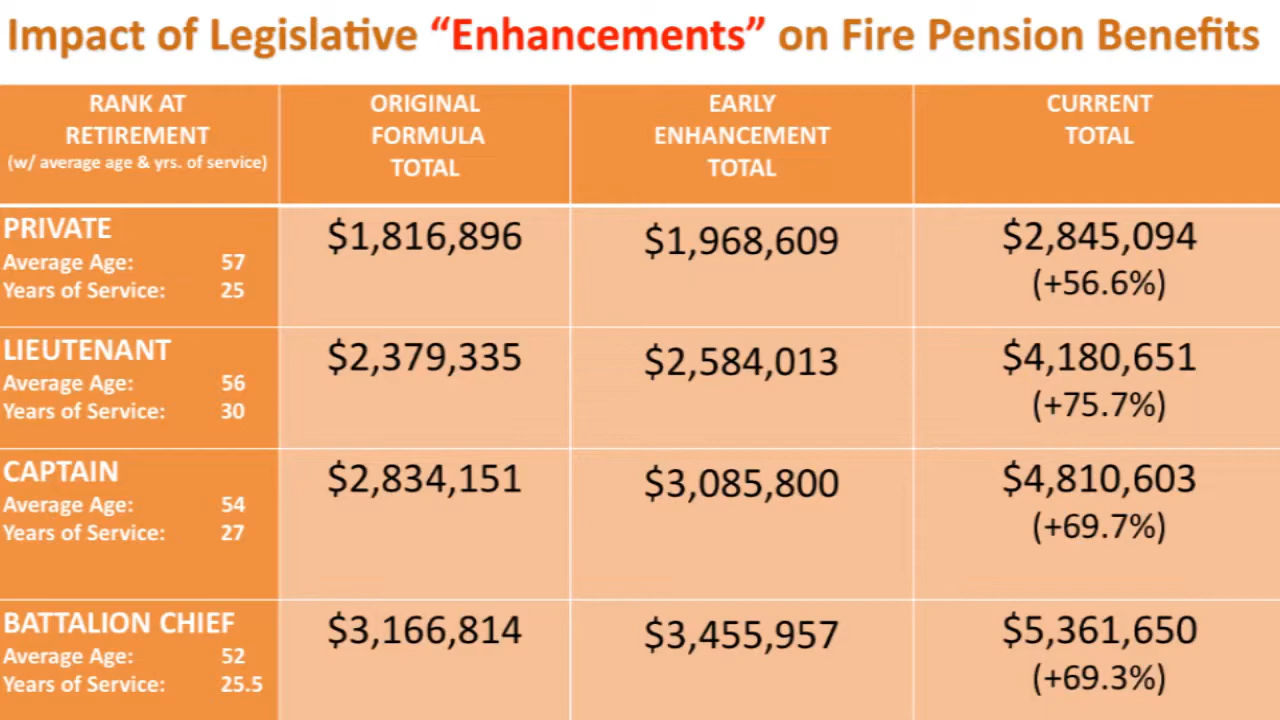 Impact of Legislative “Enhancements” on Fire Pension Benefits
RANK AT
RETIREMENT
(w/ average age & yrs. of service)
ORIGINAL
FORMULA
TOTAL
EARLY
ENHANCEMENT
TOTAL
CURRENT
TOTAL
PRIVATE
Average Age: 57
Years of Service: 25
$1,816,896
$1,968,609
$2,845,094
(+56.6%)
LIEUTENANT
Average Age: 56
Years of Service: 30
$2,379,335
$2,584,013
$4,180,651
(+75.7%)
CAPTAIN
Average Age: 54
Years of Service: 27
$2,834,151
$3,085,800
$4,810,603
(+69.7%)
BATTALION CHIEF
Average Age: 52
Years of Service: 25.5
$3,166,814
$3,455,957
$5,361,650
(+69.3%)